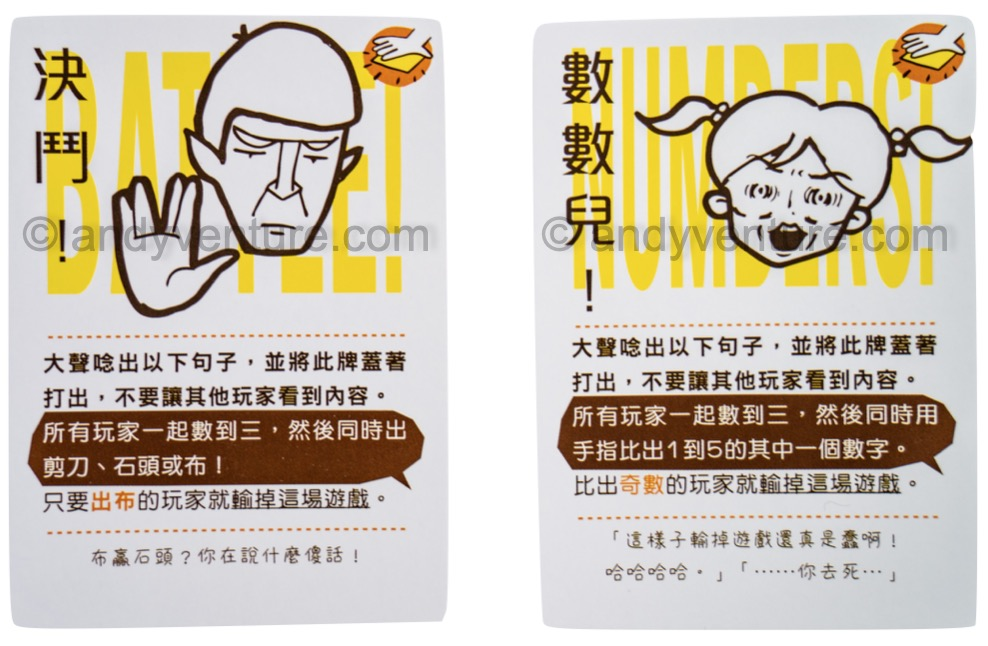 決鬥！
BATTLE!
大聲唸出以下句子，並將此牌蓋著
打出，不要讓其他玩家看到內容。
所有玩家一起數到三，然後同時出
剪刀、石頭或布！
只要出布的玩家就輸掉這場遊戲。
布贏石頭？你在說什麼傻話！
數數兒！
NUMBERS!
大聲唸出以下句子，並將此牌蓋著
打出，不要讓其他玩家看到內容。
所有玩家一起數到三，然後同時用
手指比出1到5的其中一個數字。
比出奇數的玩家就輸掉這場遊戲。
「這樣子輸掉遊戲還真是蠢啊！
哈哈哈哈。」「……你去死…」
©landyventure.com
©landyventure.com